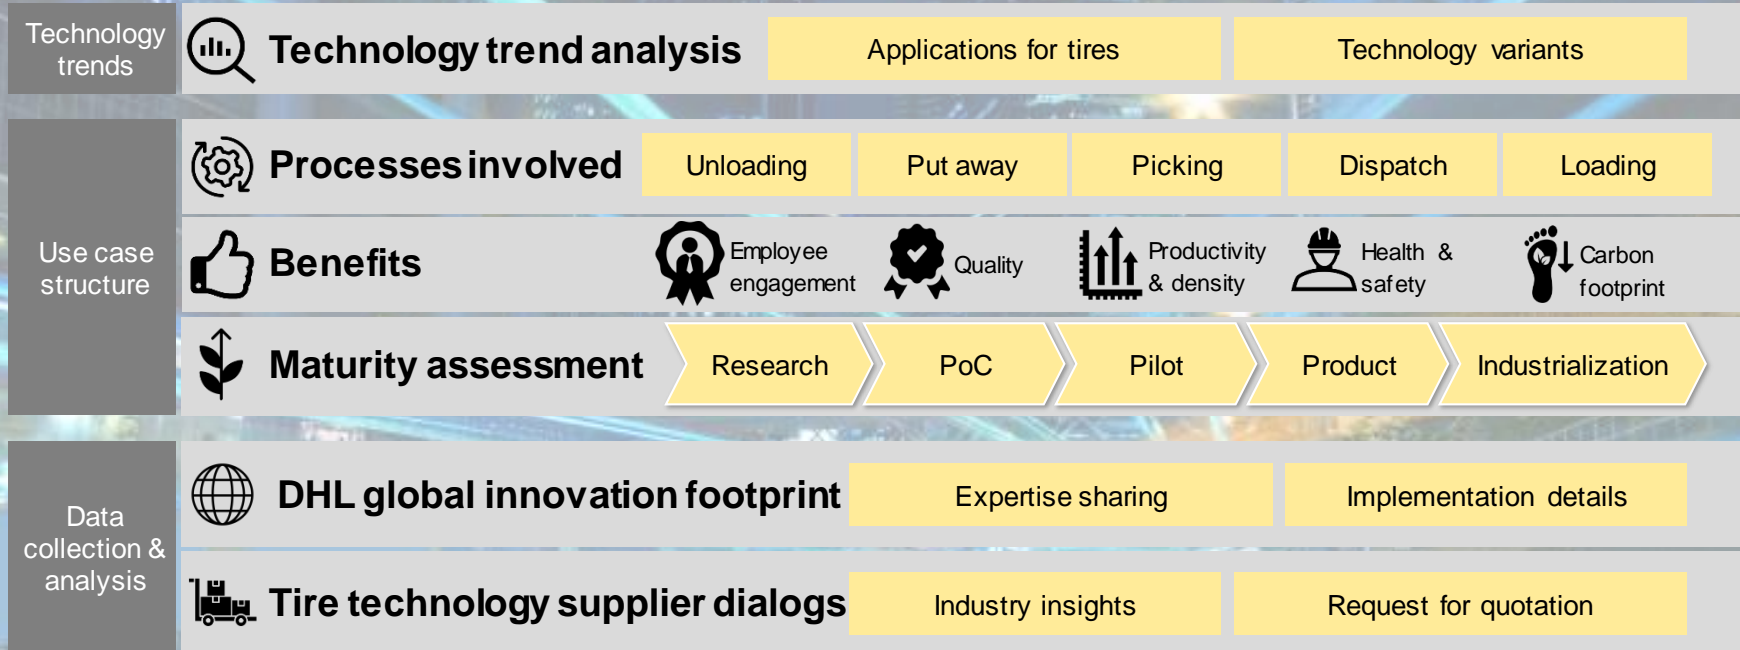 Technology
trends
Technology trend analysis
Applications for tires
Technology variants
Use case
structure
Processes involved
Unloading
Put away
Picking
Dispatch
Loading
Benefits
Employee
engagement
Quality
Productivity
& density
Health &
safety
Carbon
footprint
Maturity assessment
Research
PoC
Pilot
Product
Industrialization
Data
collection &
analysis
DHL global innovation footprint
Expertise sharing
Implementation details
Tire technology supplier dialogs
Industry insights
Request for quotation